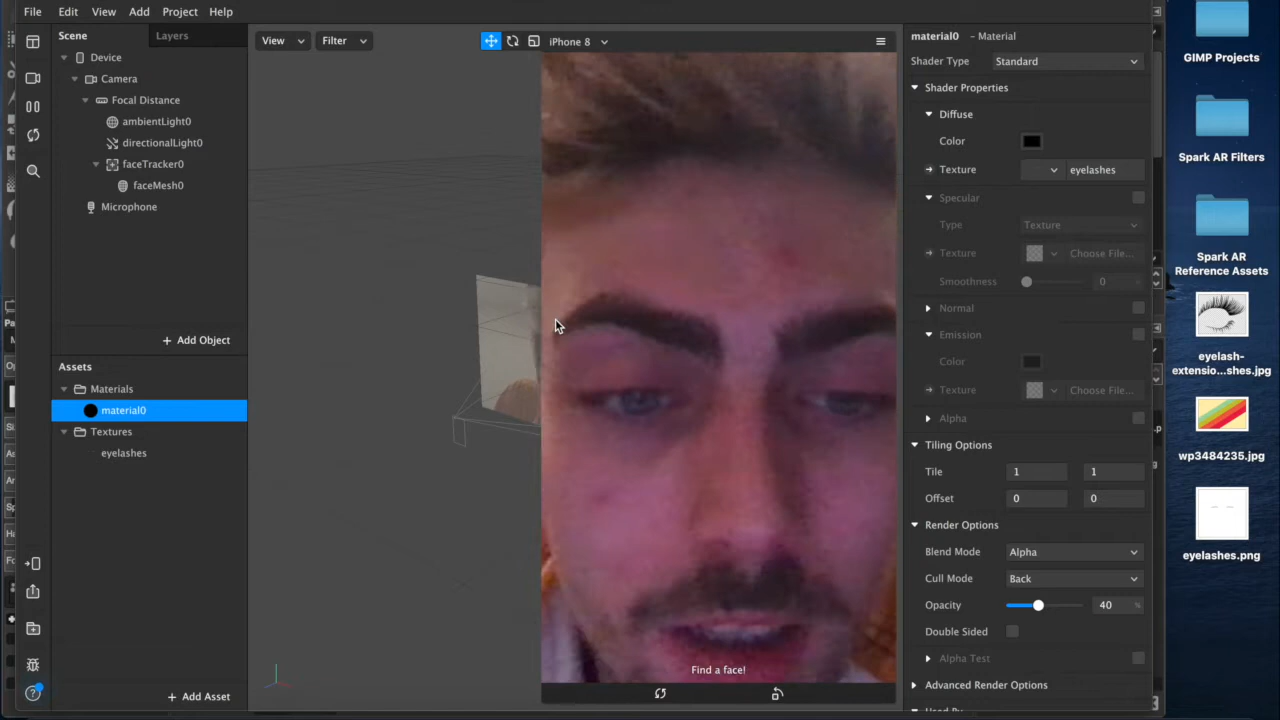 File Edit View Add Project Help
Scene Layers
Device
Camera
Focal Distance
ambientLight0
directionalLight0
faceTracker0
faceMesh0
Microphone
+ Add Object
Assets
Materials
material0
Textures
eyelashes
+ Add Asset
View Filter iPhone 8
Find a face!
material0 - Material
Shader Type Standard
Shader Properties
Diffuse
Color
Texture eyelashes
Specular
Type Texture
Texture Choose File...
Smoothness 0
Normal
Emission
Color
Texture Choose File...
Alpha
Tiling Options
Tile 1 1
Offset 0 0
Render Options
Blend Mode Alpha
Cull Mode Back
Opacity 40 %
Double Sided
Alpha Test
Advanced Render Options
Used By
GIMP Projects
Spark AR Filters
Spark AR
Reference Assets
eyelash-
extensio...shes.jpg
wp3484235.jpg
eyelashes.png